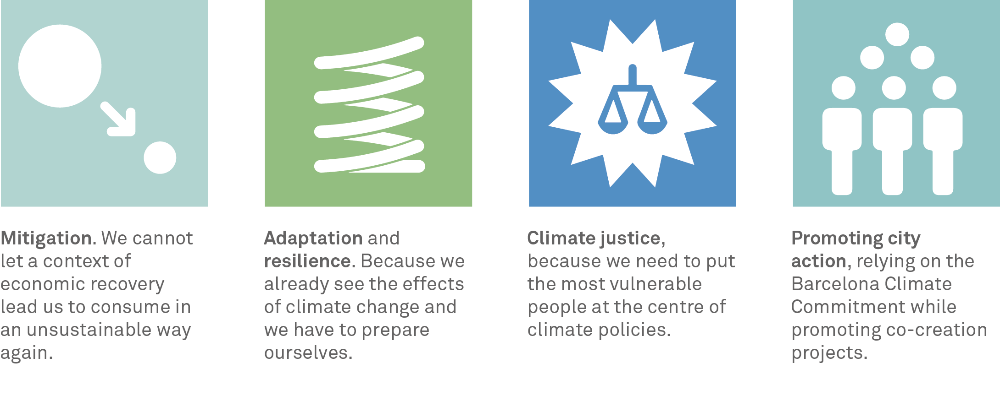 Mitigation. We cannot
let a context of
economic recovery
lead us to consume in
an unsustainable way
again.
Adaptation and
resilience. Because we
already see the effects
of climate change and
we have to prepare
ourselves.
Climate justice,
because we need to put
the most vulnerable
people at the centre of
climate policies.
Promoting city
action, relying on the
Barcelona Climate
Commitment while
promoting co-creation
projects.